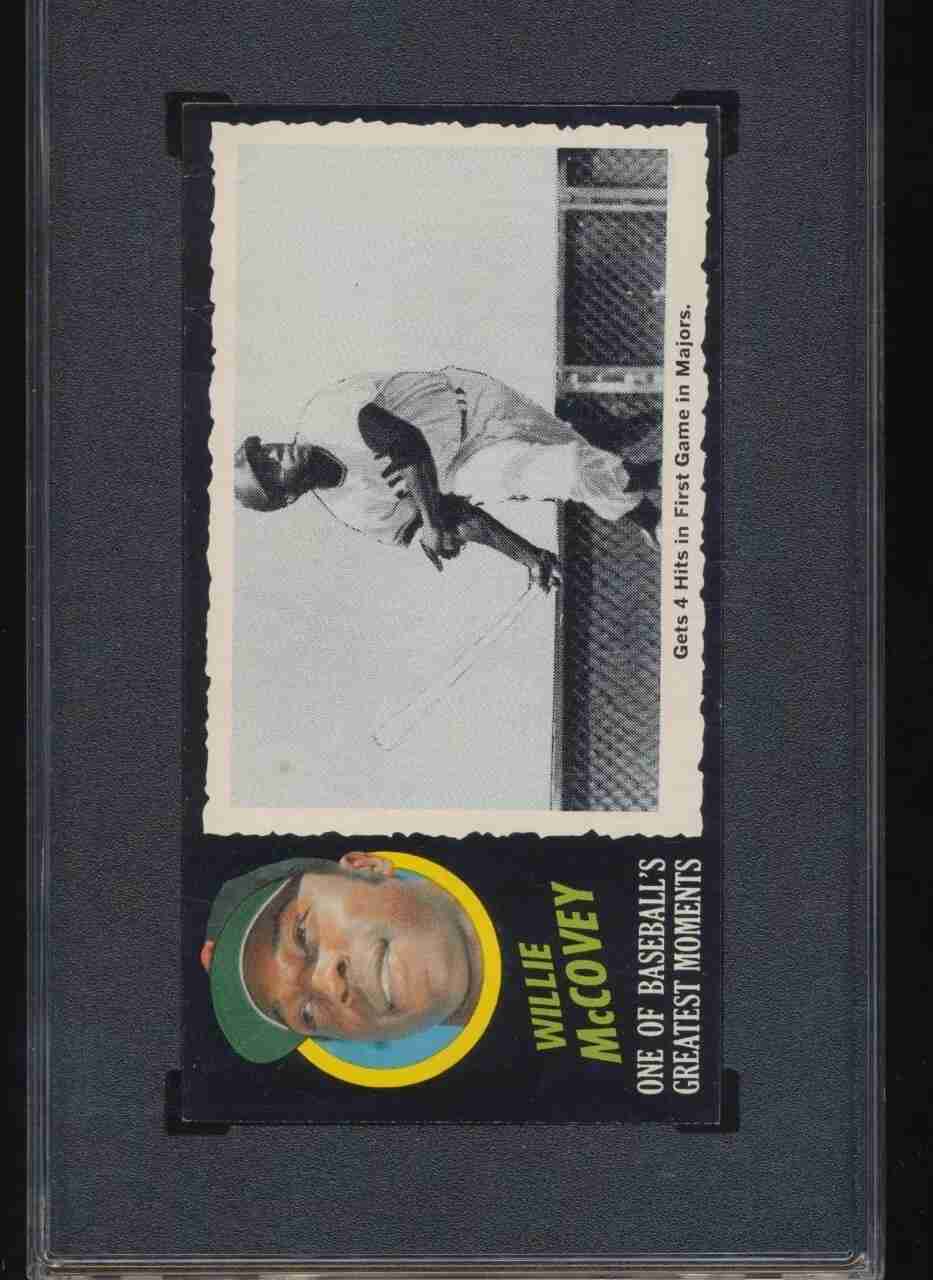 WILLIE
McCOVEY
ONE OF BASEBALL'S
GREATEST MOMENTS
Gets 4 Hits in First Game in Majors.